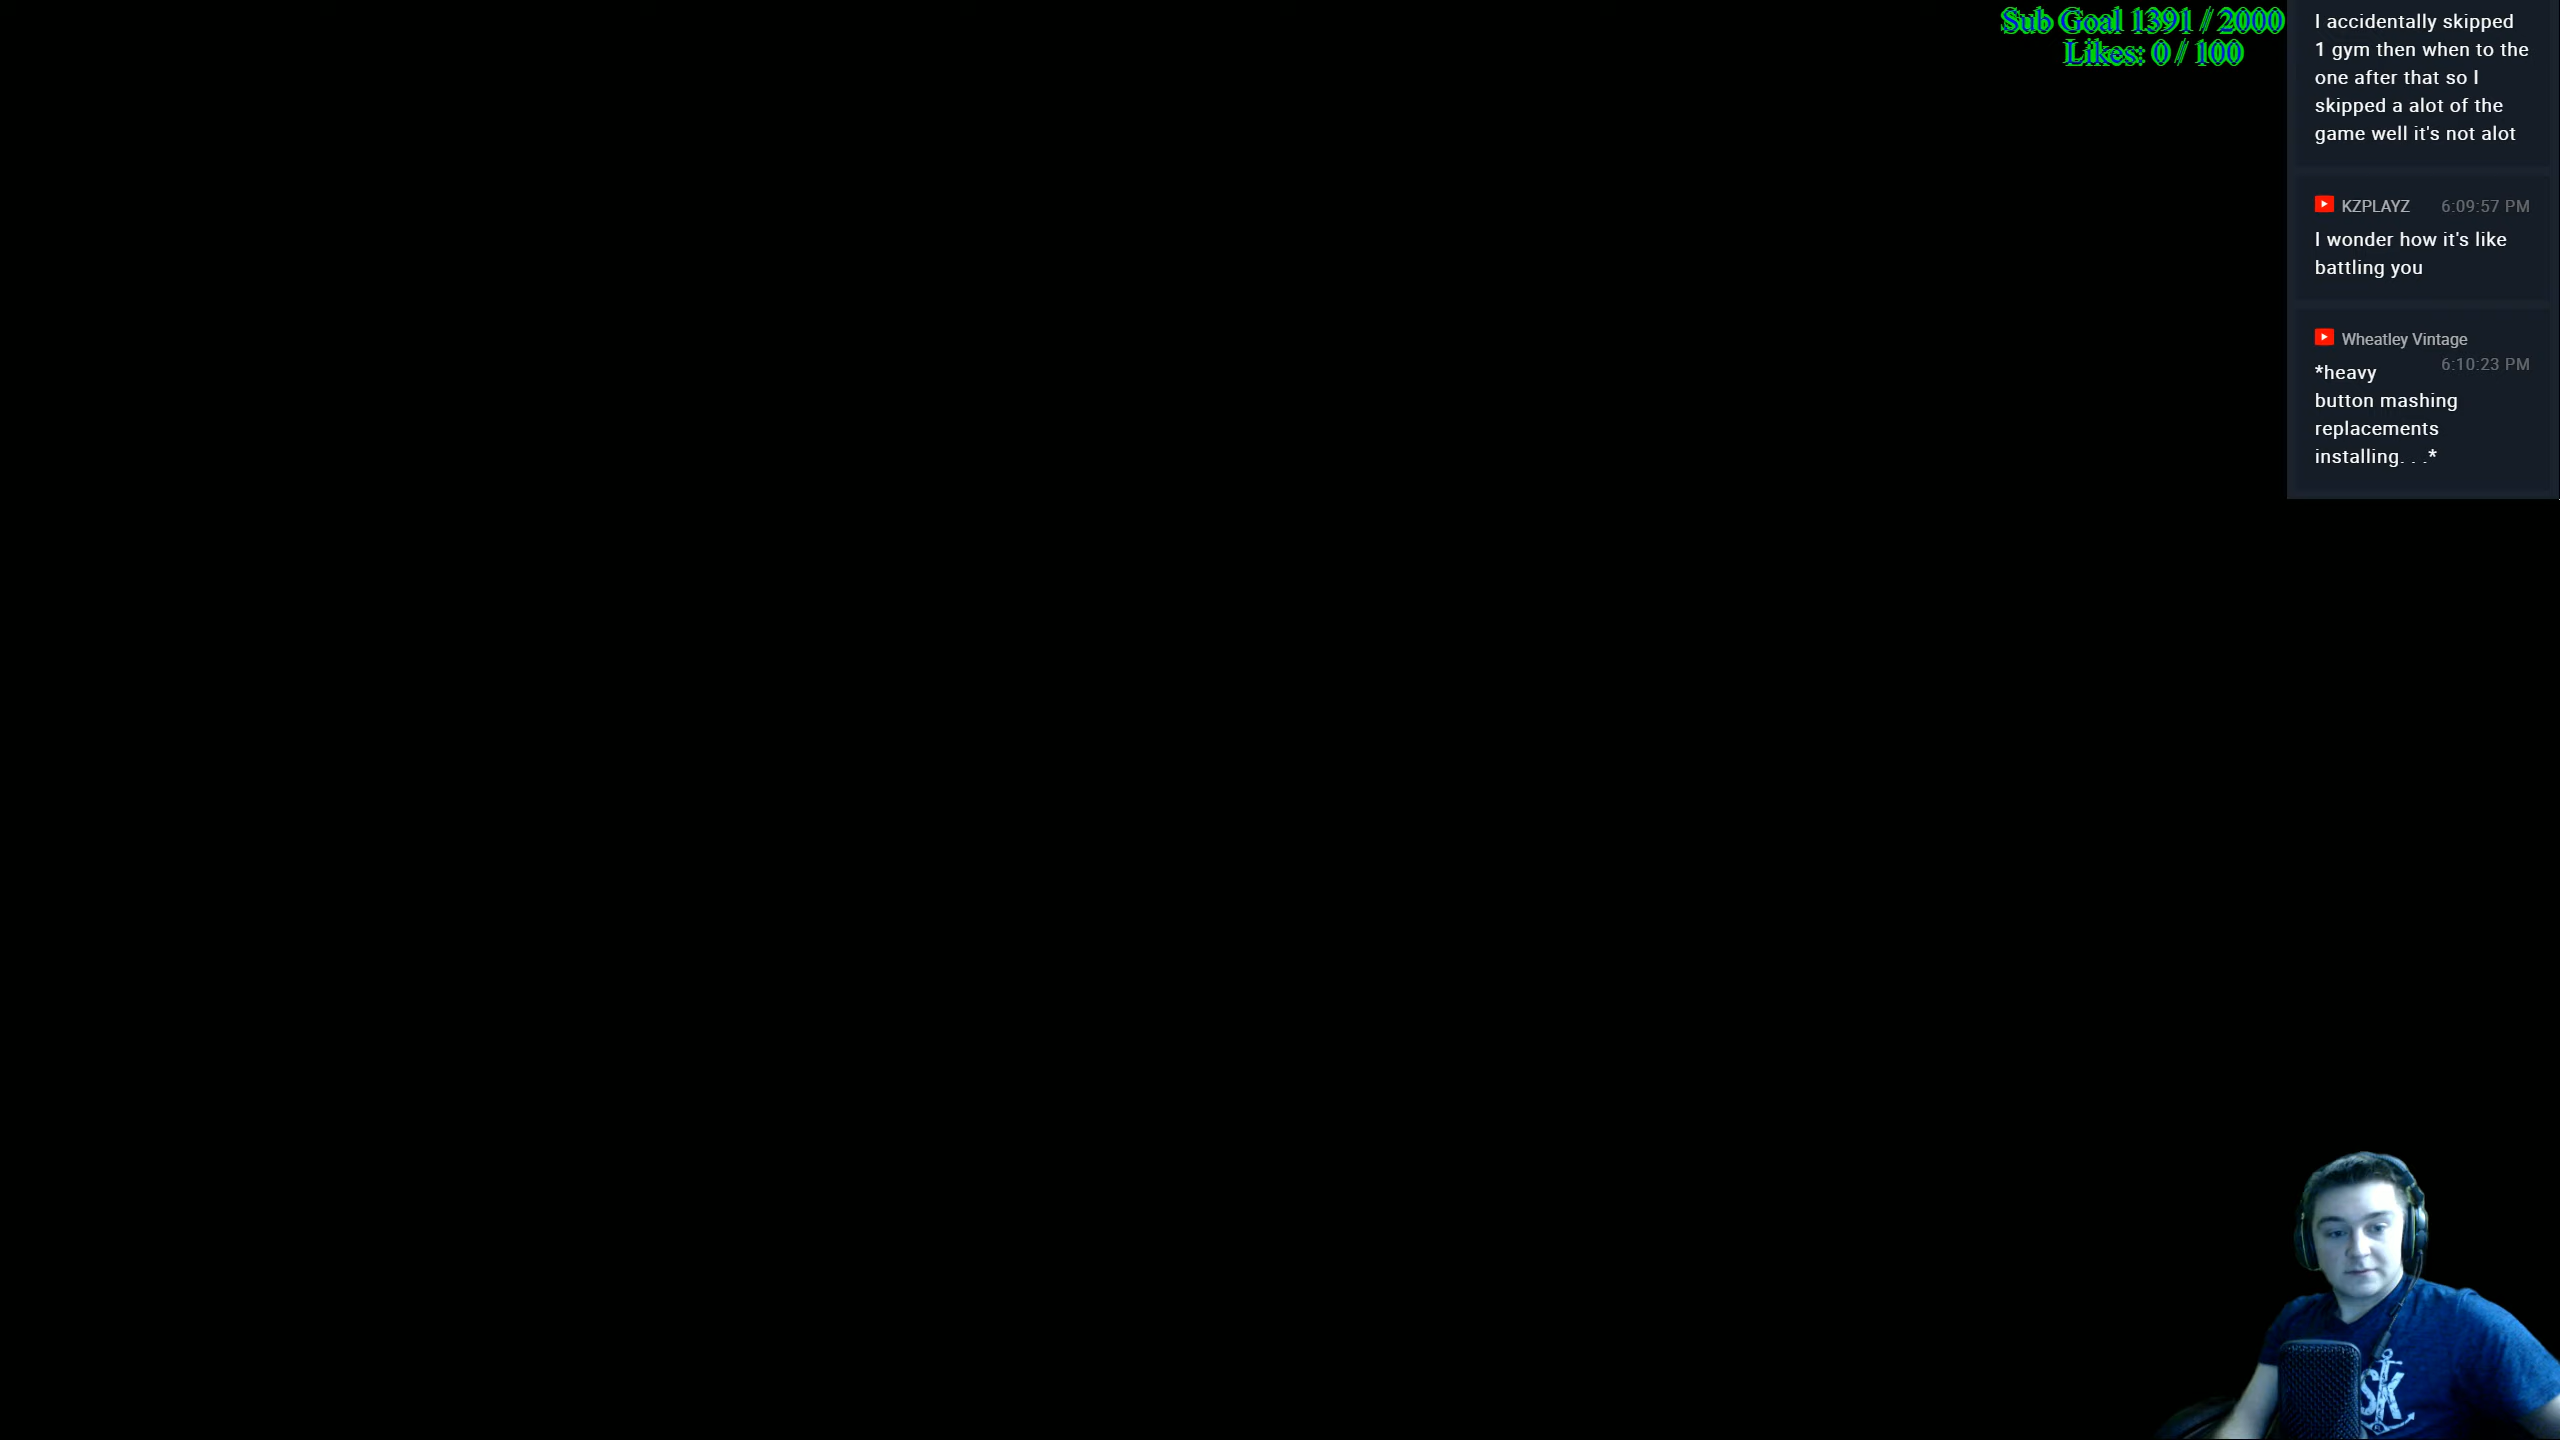 Sub Goal 1391 / 2000
Likes: 0 / 100
I accidentally skipped
1 gym then when to the
one after that so I
skipped a alot of the
game well it's not alot
KZPLAYZ 6:09:57 PM
I wonder how it's like
battling you
Wheatley Vintage
6:10:23 PM
*heavy
button mashing
replacements
installing. . .*
SK